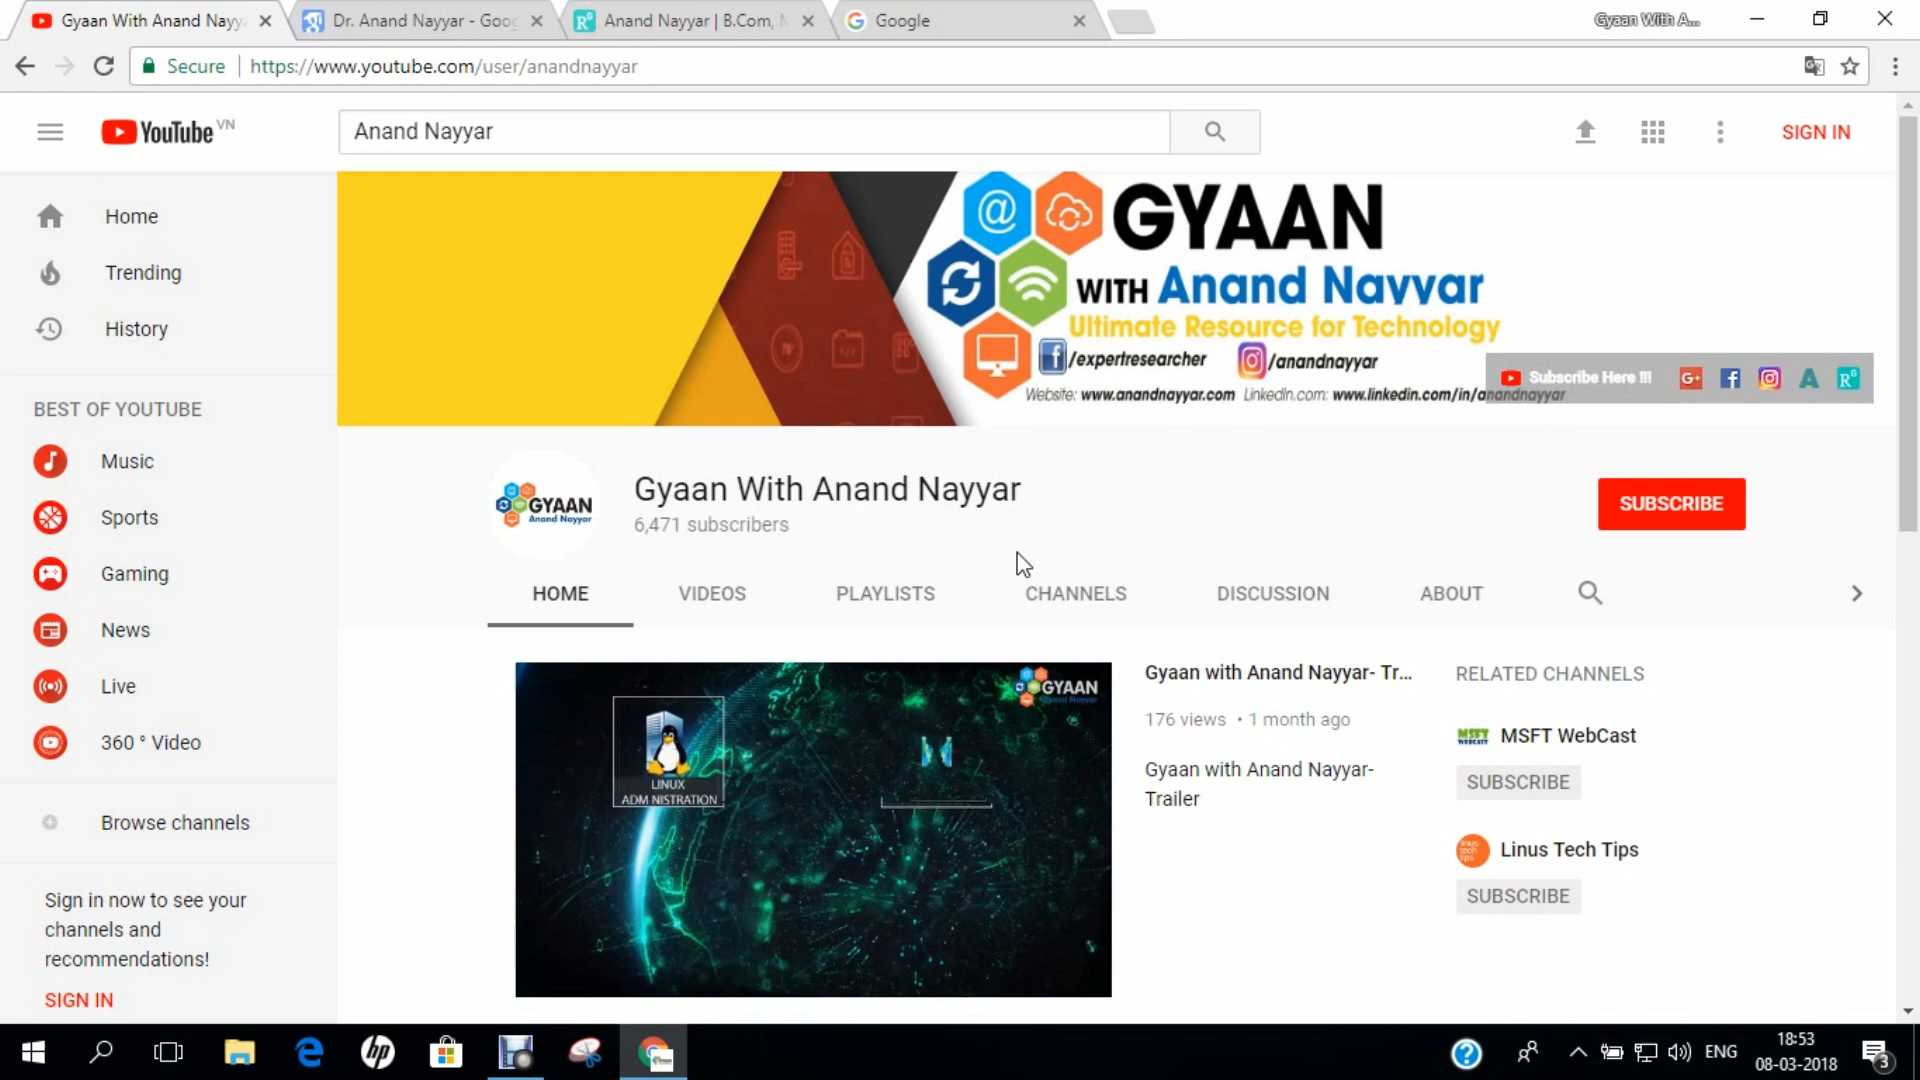 Gyaan With Anand Nayy
Dr. Anand Nayyar - Goog
Anand Nayyar | B.Com, M
Google
Gyaan With A...
Secure
https://www.youtube.com/user/anandnayyar
YouTube VN
Anand Nayyar
SIGN IN
Home
Trending
History
BEST OF YOUTUBE
Music
Sports
Gaming
News
Live
360 ° Video
Browse channels
Sign in now to see your
channels and
recommendations!
SIGN IN
GYAAN
WITH Anand Nayyar
Ultimate Resource for Technology
/expertresearcher /anandnayyar
Website: www.anandnayyar.com LinkedIn.com: www.linkedin.com/in/anandnayyar
Subscribe Here !!!
GYAAN
Anand Nayyar
Gyaan With Anand Nayyar
6,471 subscribers
SUBSCRIBE
HOME
VIDEOS
PLAYLISTS
CHANNELS
DISCUSSION
ABOUT
GYAAN
Anand Nayyar
LINUX
ADM NISTRATION
Gyaan with Anand Nayyar- Tr...
176 views • 1 month ago
Gyaan with Anand Nayyar-
Trailer
RELATED CHANNELS
MSFT WebCast
SUBSCRIBE
Linus Tech Tips
SUBSCRIBE
ENG
18:53
08-03-2018
3